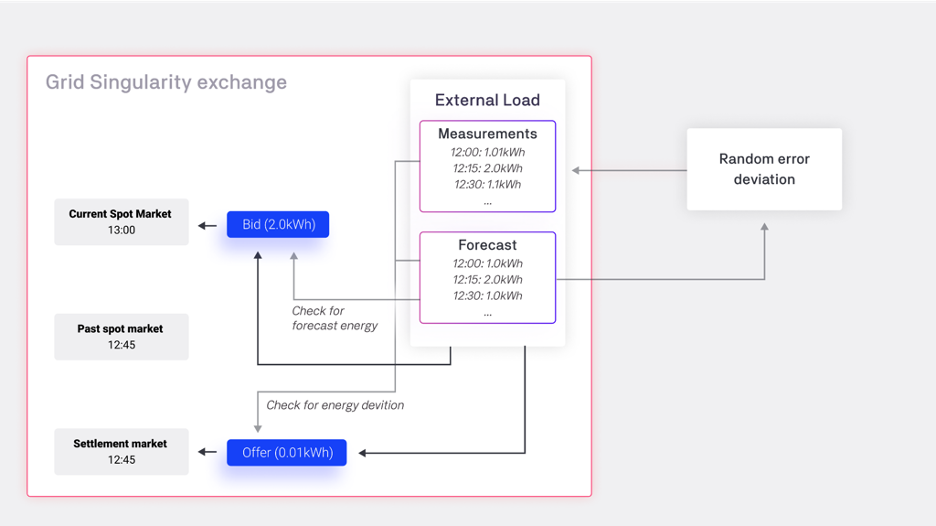 Grid Singularity exchange
External Load
Measurements
12:00: 1.01kWh
12:15: 2.0kWh
12:30: 1.1kWh
...
Random error
deviation
Current Spot Market
13:00
Bid (2.0kWh)
Forecast
12:00: 1.0kWh
12:15: 2.0kWh
12:30: 1.0kWh
...
Check for
forecast energy
Past spot market
12:45
Check for energy devition
Settlement market
12:45
Offer (0.01kWh)